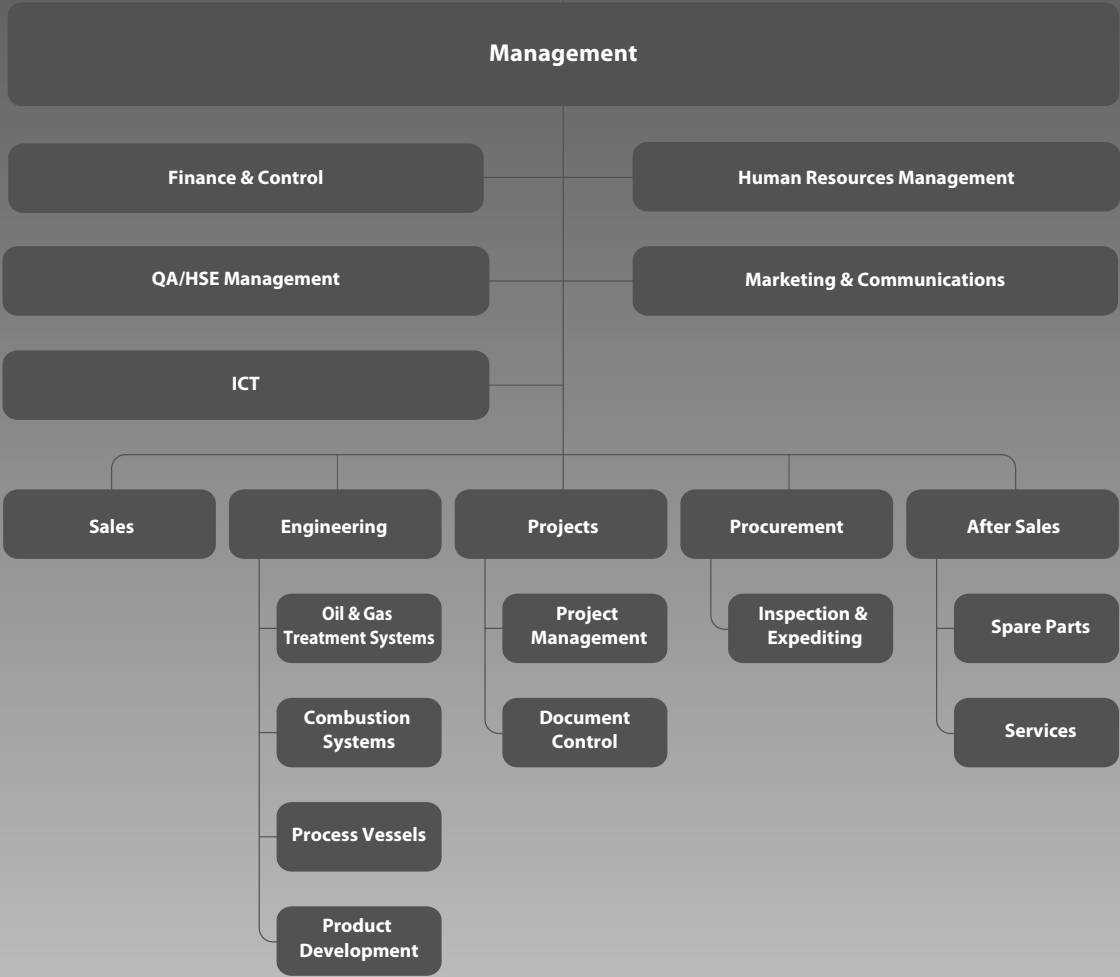 Management
Finance & Control
Human Resources Management
QA/HSE Management
Marketing & Communications
ICT
Sales
Engineering
Projects
Procurement
After Sales
Oil & Gas
Treatment Systems
Project
Management
Inspection &
Expediting
Spare Parts
Combustion
Systems
Document
Control
Services
Process Vessels
Product
Development